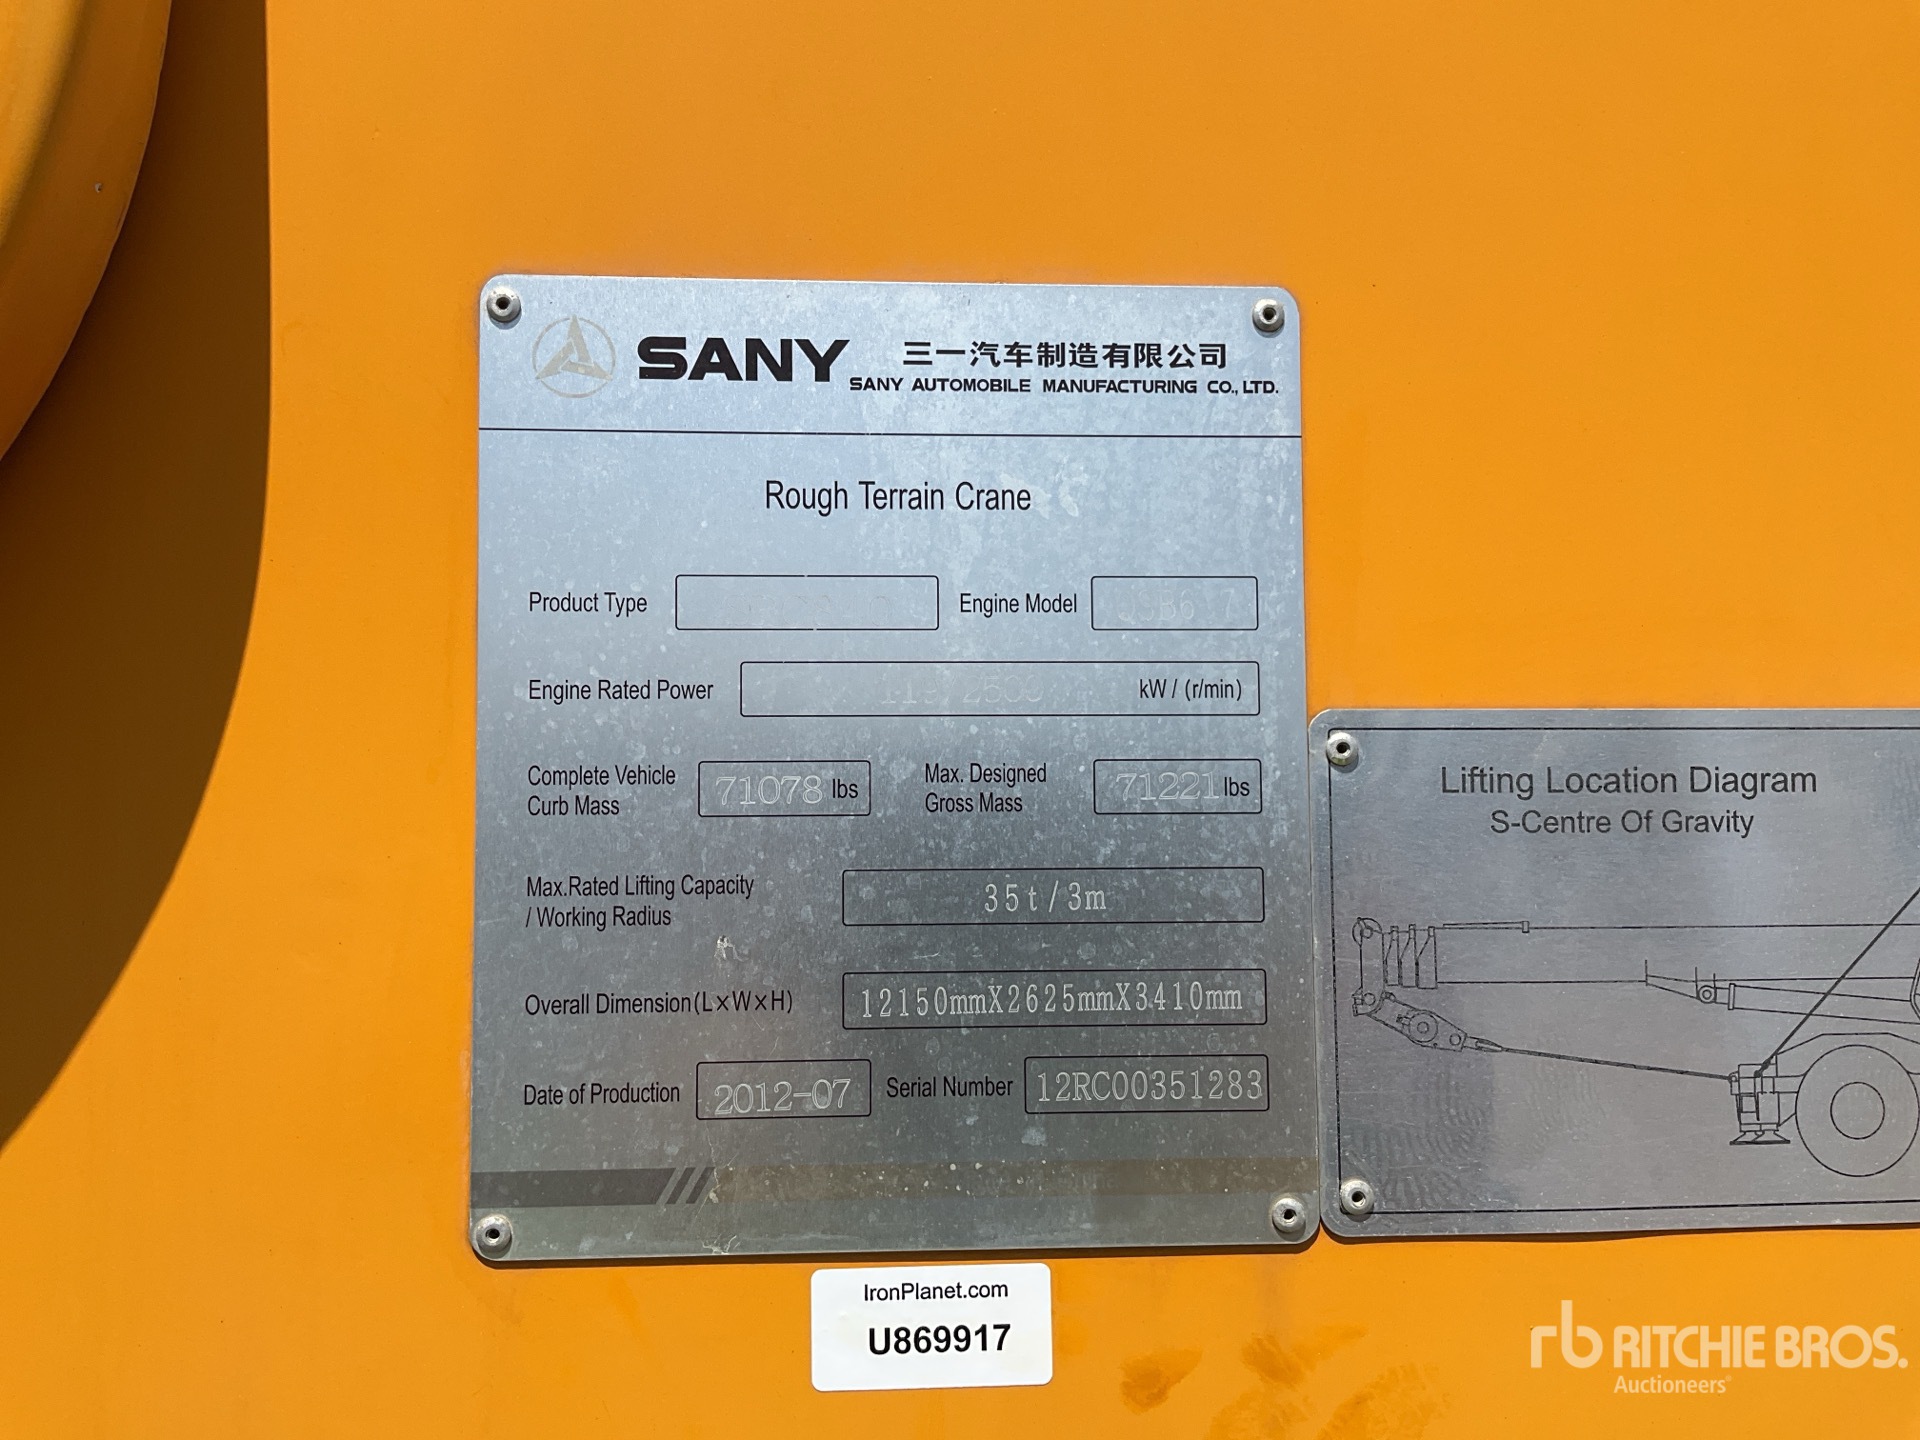 SANY 三一汽车制造有限公司
SANY AUTOMOBILE MANUFACTURING CO., LTD.
Rough Terrain Crane
Product Type
Engine Model
Engine Rated Power kW / (r/min)
Complete Vehicle Curb Mass 71078 lbs
Max. Designed Gross Mass 71221 lbs
Max.Rated Lifting Capacity / Working Radius 35t/3m
Overall Dimension(L×W×H) 12150mmX2625mmX3410mm
Date of Production 2012-07 Serial Number 12RC00351283
Lifting Location Diagram
S-Centre Of Gravity
IronPlanet.com
U869917
rb RITCHIE BROS.
Auctioneers